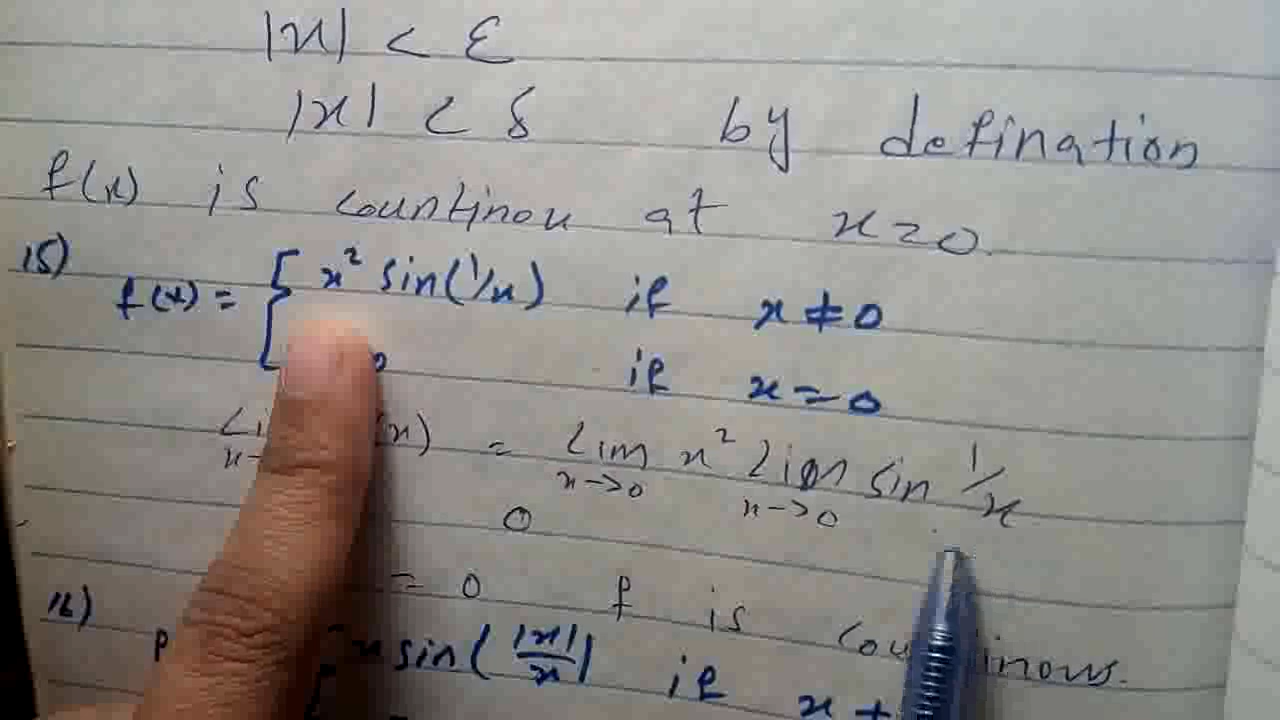 |x| < ε
|x| < δ by defination
f(x) is countinou at x=0
15) f(x) = { x² sin(1/x) if x ≠ 0
0 if x = 0
(x) = Lim x→0 x² Lim x→0 sin 1/x
0
= 0 f is
16) x sin(|x|/x) if x